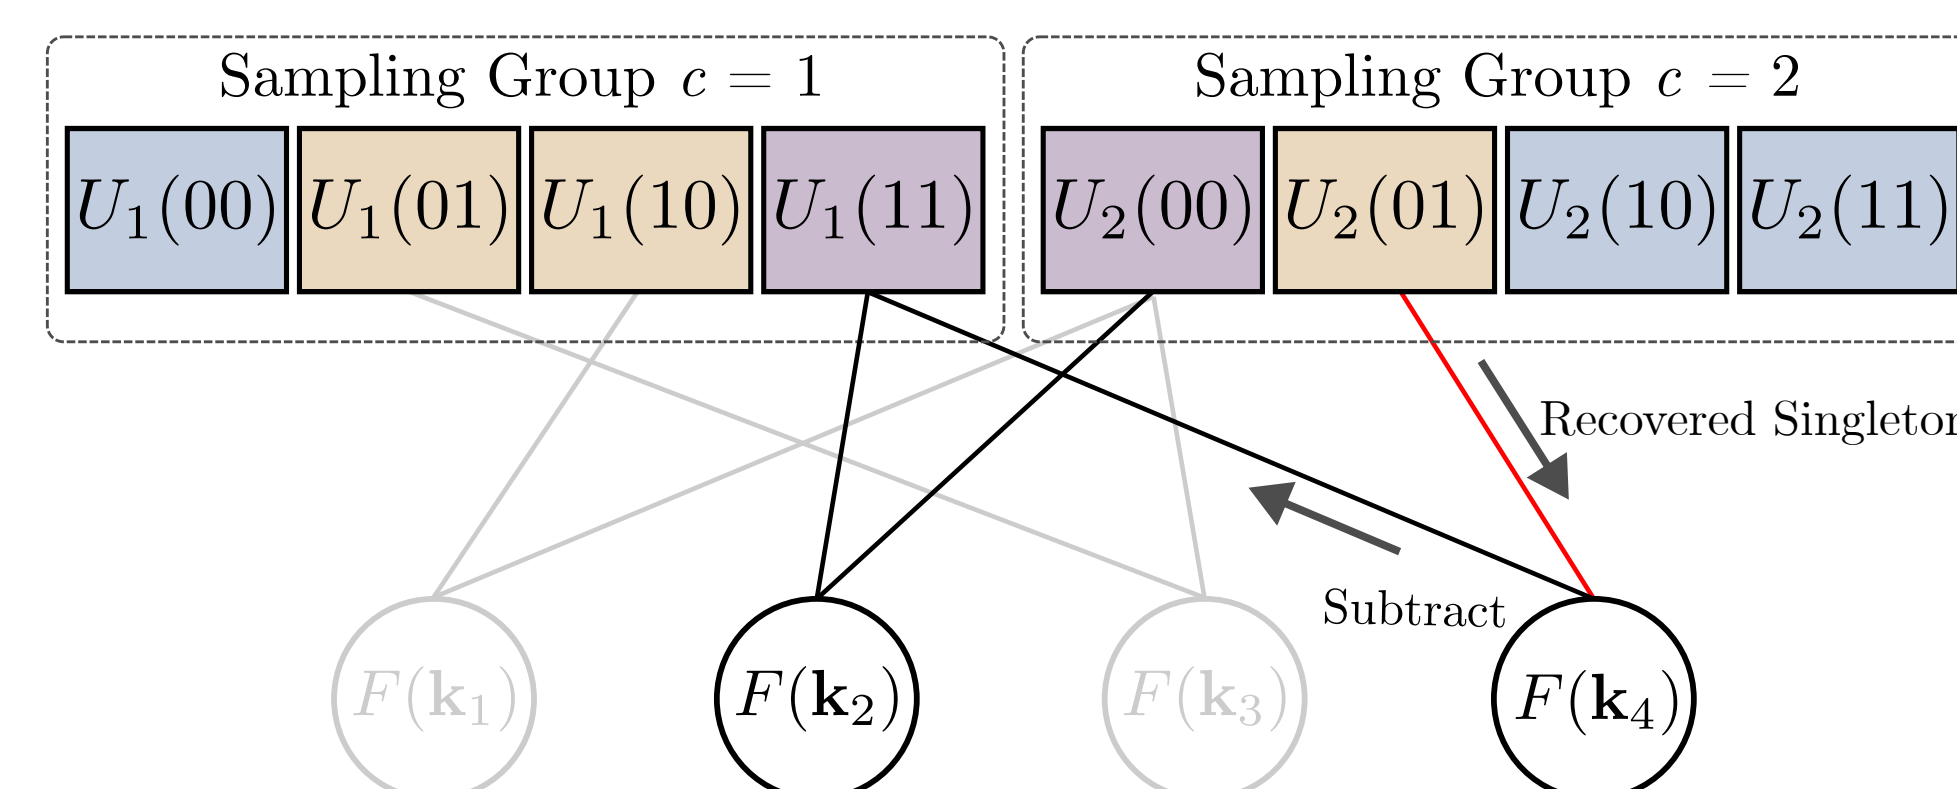 Sampling Group c = 1
Sampling Group c = 2
U₁(00) U₁(01) U₁(10) U₁(11) U₂(00) U₂(01) U₂(10) U₂(11)
Recovered Singleton
Subtract
F(k₁) F(k₂) F(k₃) F(k₄)